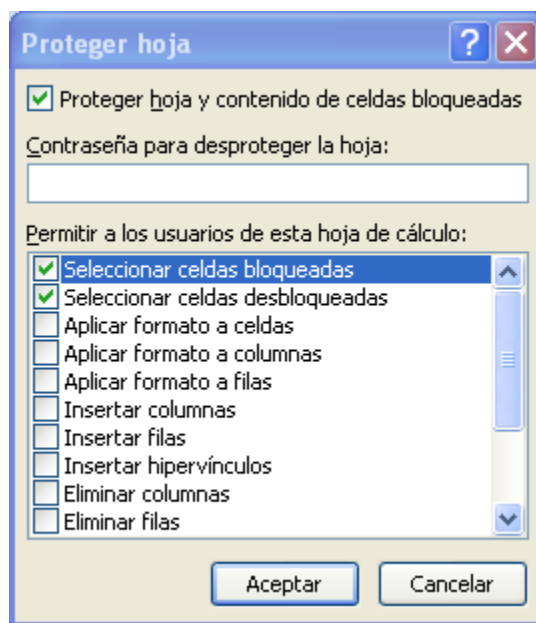 Proteger hoja
Proteger hoja y contenido de celdas bloqueadas
Contraseña para desproteger la hoja:
Permitir a los usuarios de esta hoja de cálculo:
Seleccionar celdas bloqueadas
Seleccionar celdas desbloqueadas
Aplicar formato a celdas
Aplicar formato a columnas
Aplicar formato a filas
Insertar columnas
Insertar filas
Insertar hipervínculos
Eliminar columnas
Eliminar filas
Aceptar Cancelar